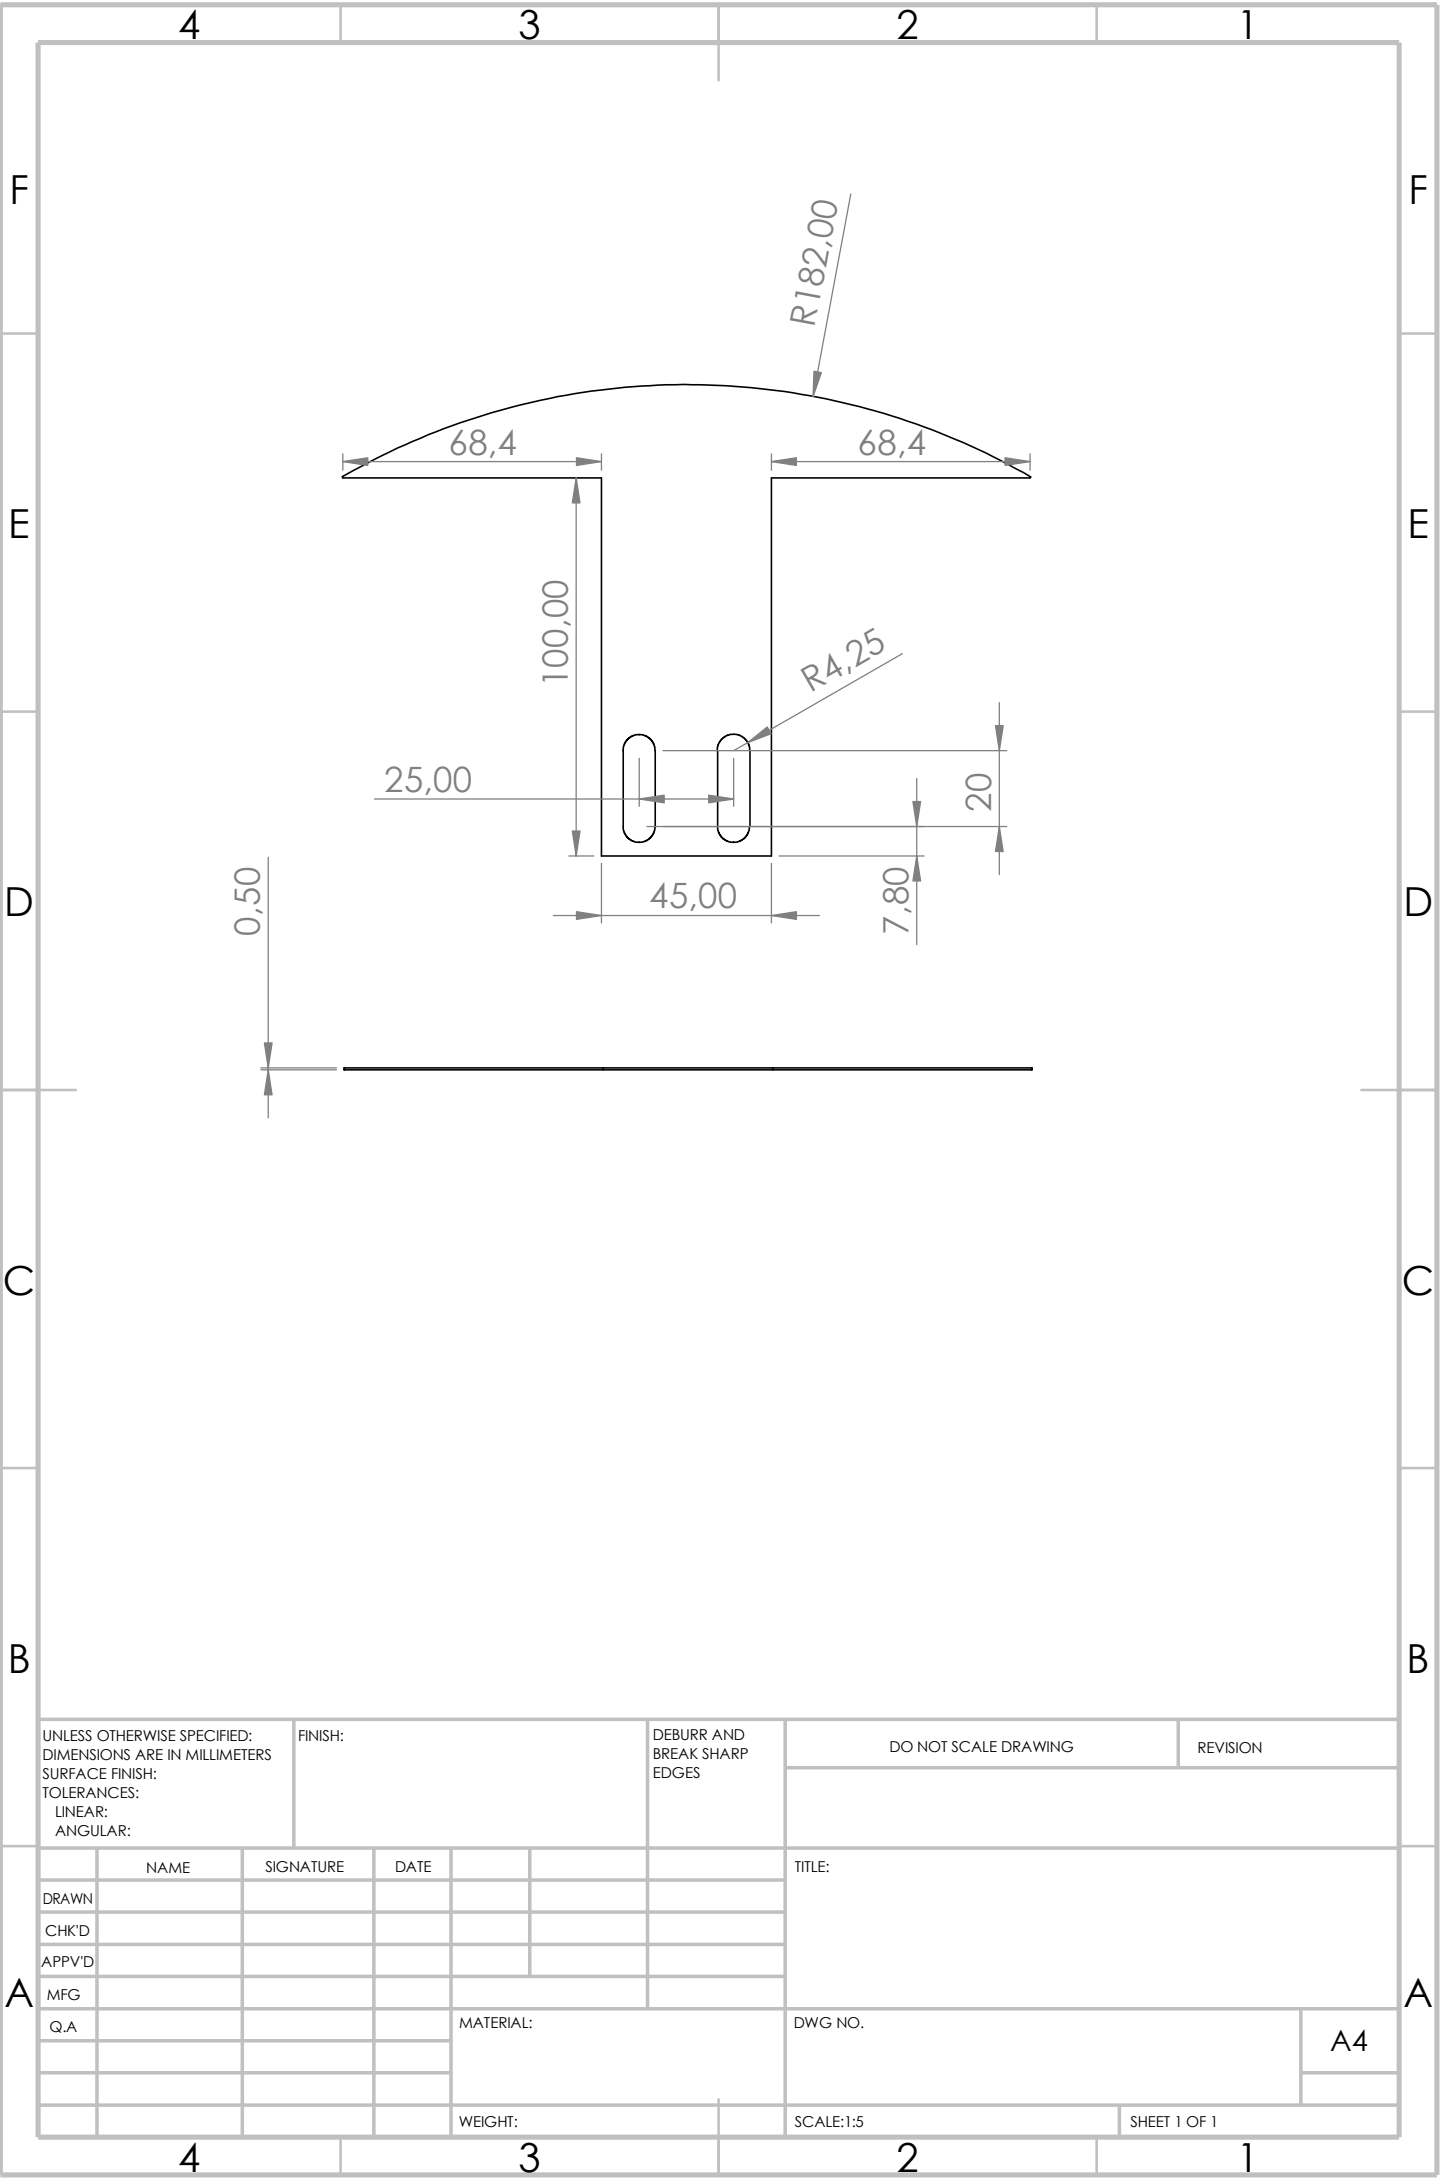 4 3 2 1
F F
R182,00
68,4 68,4
E E
100,00
R4,25
25,00
20
0,50
45,00
7,80
D D
C C
B B
UNLESS OTHERWISE SPECIFIED:
DIMENSIONS ARE IN MILLIMETERS
SURFACE FINISH:
TOLERANCES:
LINEAR:
ANGULAR:
FINISH:
DEBURR AND
BREAK SHARP
EDGES
DO NOT SCALE DRAWING
REVISION
NAME SIGNATURE DATE
TITLE:
DRAWN
CHK'D
APPV'D
MFG
A A
Q.A
MATERIAL:
DWG NO.
A4
WEIGHT:
SCALE:1:5
SHEET 1 OF 1
4 3 2 1